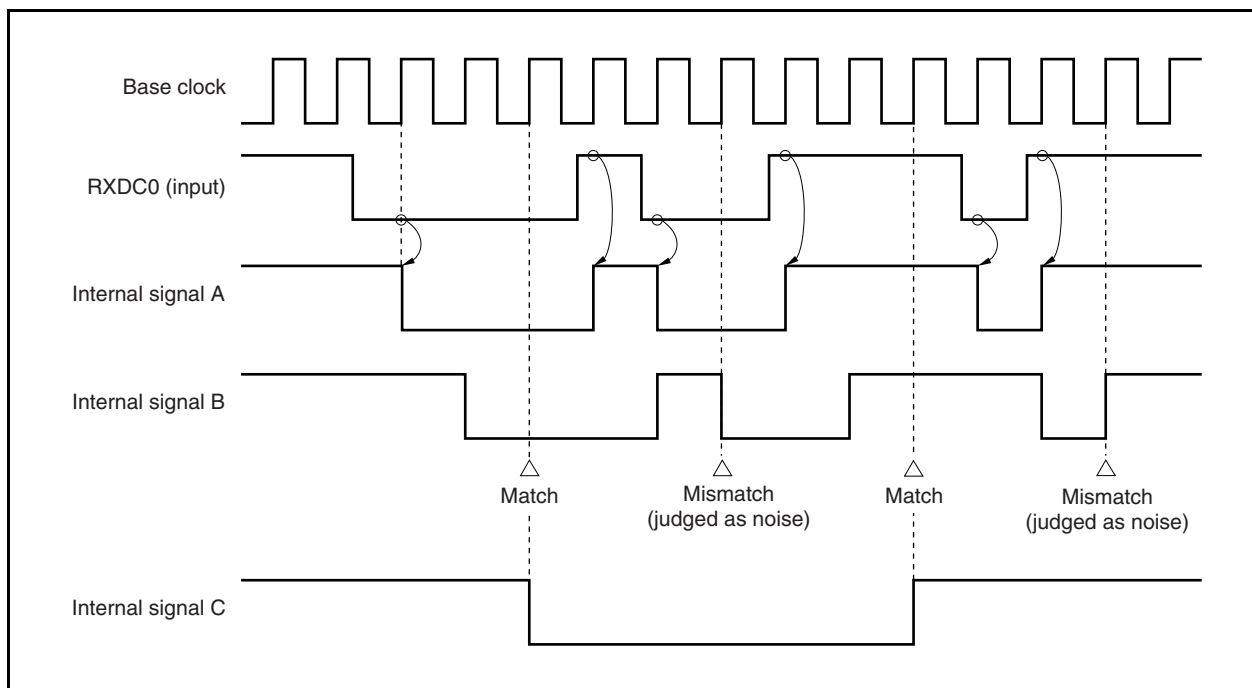 Base clock
RXDC0 (input)
Internal signal A
Internal signal B
Match
Mismatch
(judged as noise)
Match
Mismatch
(judged as noise)
Internal signal C